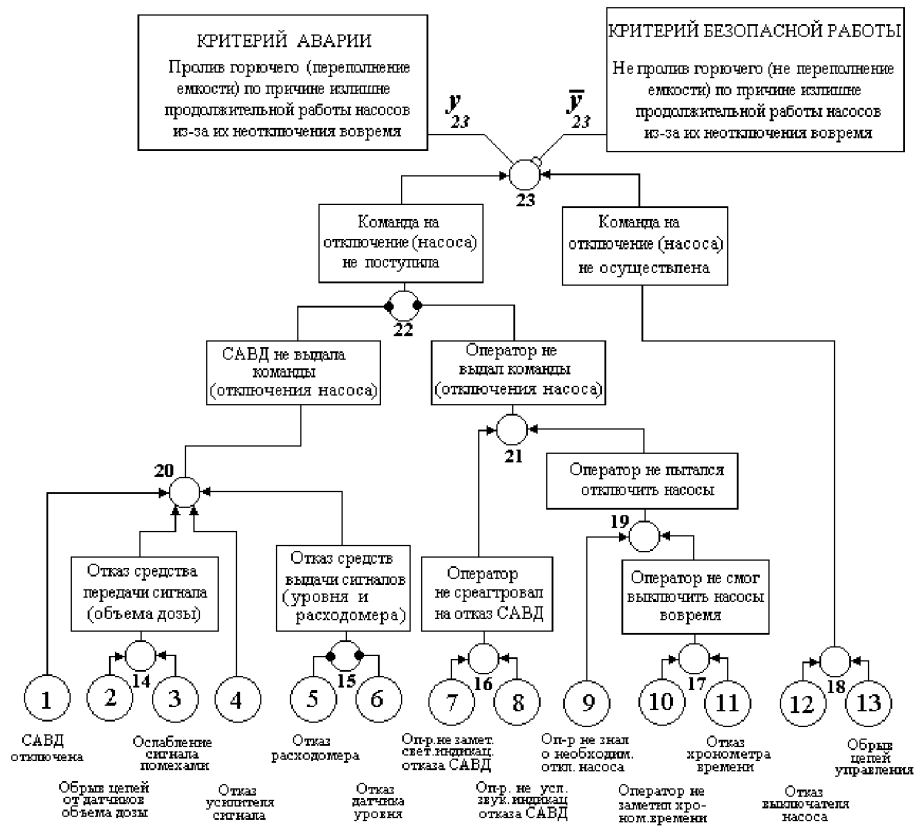 КРИТЕРИЙ АВАРИИ
Пролив горючего (переполнение
емкости) по причине излишне
продолжительной работы насосов
из-за их неотключения вовремя
КРИТЕРИЙ БЕЗОПАСНОЙ РАБОТЫ
Не пролив горючего (не переполнение
емкости) по причине излишне
продолжительной работы насосов
из-за их неотключения вовремя
y
23
y̅
23
23
Команда на
отключение (насоса)
не поступила
Команда на
отключение (насоса)
не осуществлена
22
САВД не выдала
команды
(отключения насоса)
Оператор не
выдал команды
(отключения насоса)
20
21
Оператор не пытался
отключить насосы
19
Отказ средства
передачи сигнала
(объема дозы)
Отказ средств
выдачи сигналов
(уровня и
расходомера)
Оператор
не среагтровал
на отказ САВД
Оператор не смог
выключить насосы
вовремя
14
15
16
17
18
1
2
3
4
5
6
7
8
9
10
11
12
13
САВД
отключена
Обрыв цепей
от датчиков
объема дозы
Ослабление
сигнала
помехами
Отказ
усилителя
сигнала
Отказ
расходомера
Отказ
датчика
уровня
Оп-р.не замет.
свет.индикац.
отказа САВД
Оп-р. не усл.
звук.индикац
отказа САВД
Оп-р не знал
о необходим.
откл. насоса
Оператор не
заметил хро-
ном.времени
Отказ
хронометра
времени
Отказ
выключателя
насоса
Обрыв
цепей
управления